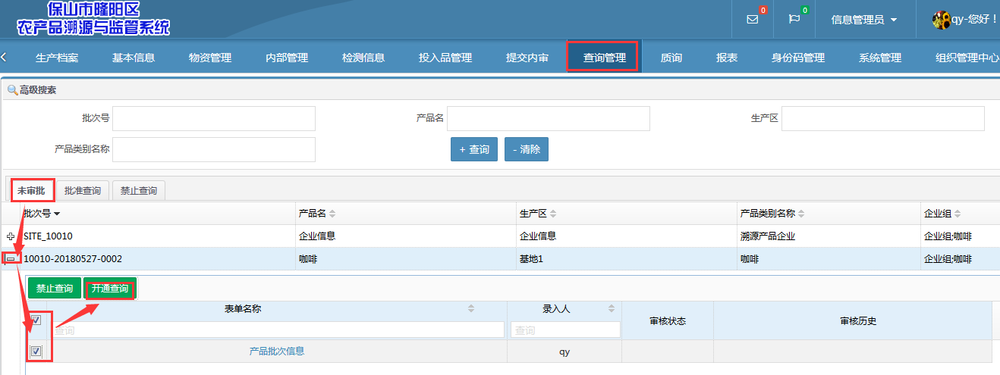 保山市隆阳区
农产品溯源与监管系统
0
0
信息管理员
qy-您好！
生产档案 基本信息 物资管理 内部管理 检测信息 投入品管理 提交内审 查询管理 质询 报表 身份码管理 系统管理 组织管理中心
高级搜索
批次号 产品名 生产区
产品类别名称 + 查询 - 清除
未审批 批准查询 禁止查询
批次号 产品名 生产区 产品类别名称 企业组
SITE_10010 企业信息 企业信息 溯源产品企业 企业组;咖啡
10010-20180527-0002 咖啡 基地1 咖啡 企业组;咖啡
禁止查询 开通查询
表单名称 录入人 审核状态 审核历史
查询 查询
产品批次信息 qy